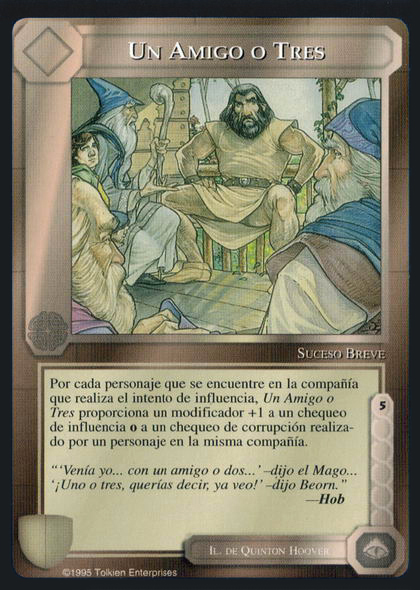 Un Amigo o Tres
Suceso Breve
Por cada personaje que se encuentre en la compañía
que realiza el intento de influencia, Un Amigo o
Tres proporciona un modificador +1 a un chequeo
de influencia o a un chequeo de corrupción realiza-
do por un personaje en la misma compañía.
5
“‘Venía yo... con un amigo o dos...’ –dijo el Mago...
‘¡Uno o tres, querías decir, ya veo!’ –dijo Beorn.”
—Hob
Il. de Quinton Hoover
©1995 Tolkien Enterprises